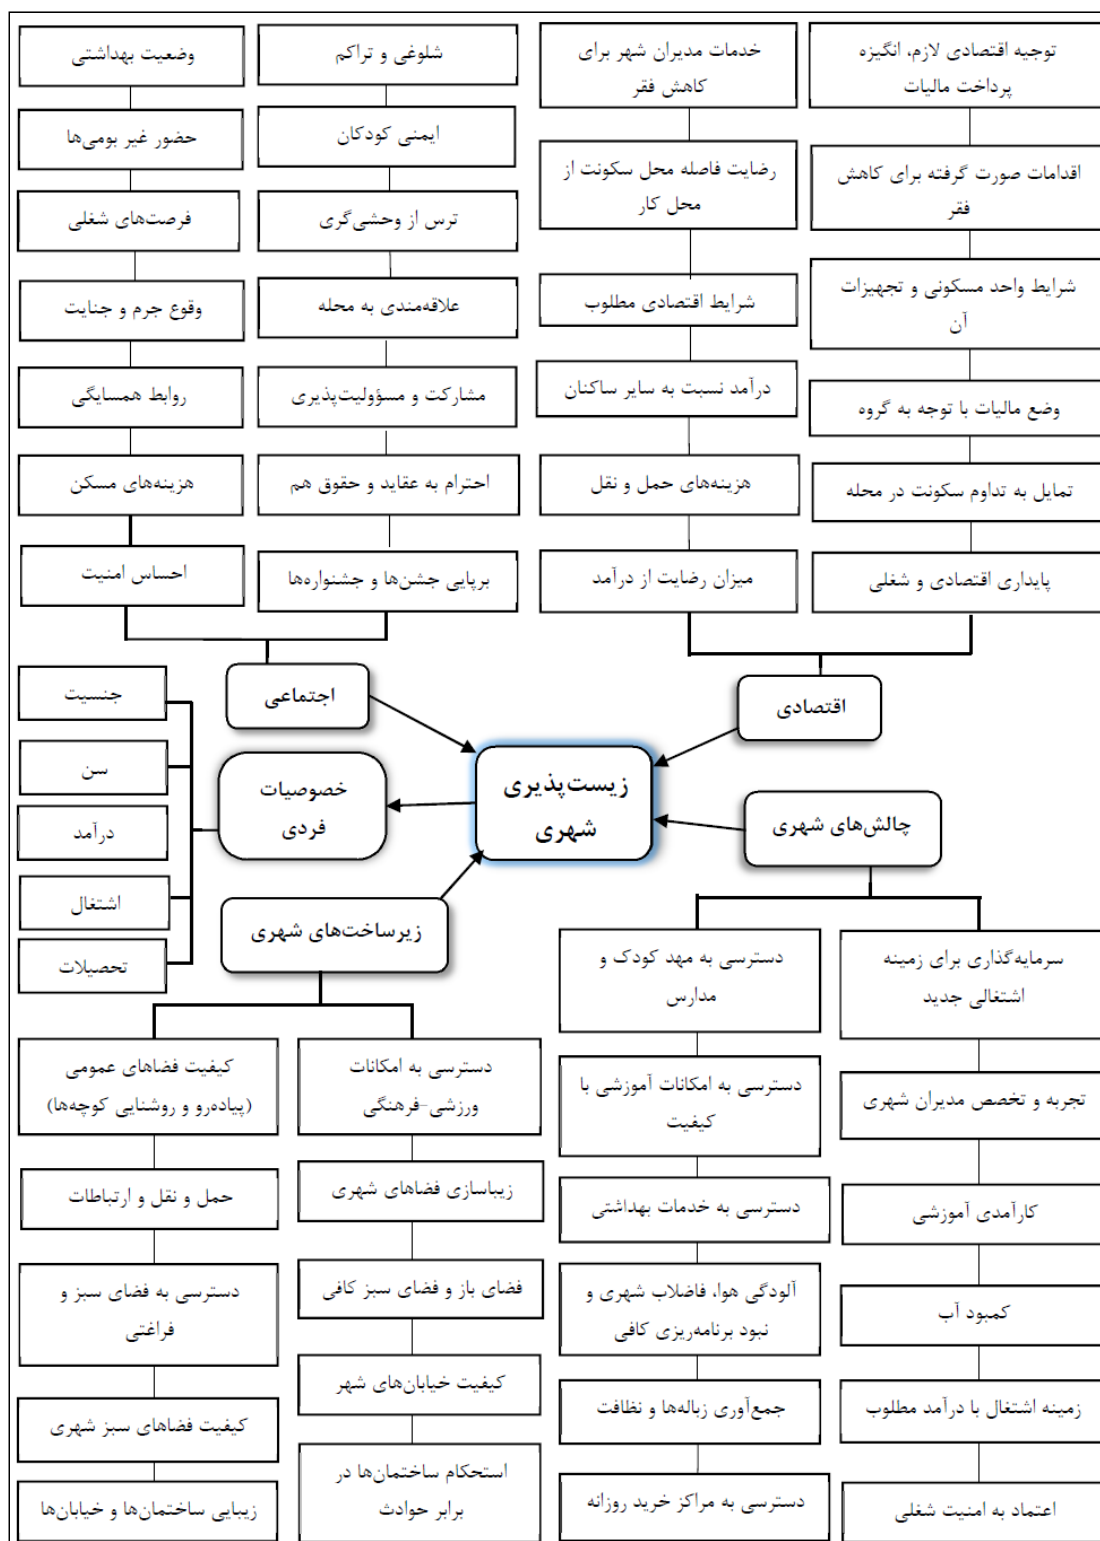 توجیه اقتصادی لازم، انگیزه
پرداخت مالیات
اقدامات صورت گرفته برای کاهش
فقر
شرایط واحد مسکونی و تجهیزات
آن
وضع مالیات با توجه به گروه
تمایل به تداوم سکونت در محله
پایداری اقتصادی و شغلی
خدمات مدیران شهر برای
کاهش فقر
رضایت فاصله محل سکونت از
محل کار
شرایط اقتصادی مطلوب
درآمد نسبت به سایر ساکنان
هزینه‌های حمل و نقل
میزان رضایت از درآمد
شلوغی و تراکم
ایمنی کودکان
ترس از وحشی‌گری
علاقه‌مندی به محله
مشارکت و مسؤولیت‌پذیری
احترام به عقاید و حقوق هم
برپایی جشن‌ها و جشنواره‌ها
وضعیت بهداشتی
حضور غیر بومی‌ها
فرصت‌های شغلی
وقوع جرم و جنایت
روابط همسایگی
هزینه‌های مسکن
احساس امنیت
اقتصادی
اجتماعی
زیست‌پذیری
شهری
چالش‌های شهری
خصوصیات
فردی
زیرساخت‌های شهری
جنسیت
سن
درآمد
اشتغال
تحصیلات
سرمایه‌گذاری برای زمینه
اشتغالی جدید
تجربه و تخصص مدیران شهری
کارآمدی آموزشی
کمبود آب
زمینه اشتغال با درآمد مطلوب
اعتماد به امنیت شغلی
دسترسی به مهد کودک و
مدارس
دسترسی به امکانات آموزشی با
کیفیت
دسترسی به خدمات بهداشتی
آلودگی هوا، فاضلاب شهری و
نبود برنامه‌ریزی کافی
جمع‌آوری زباله‌ها و نظافت
دسترسی به مراکز خرید روزانه
دسترسی به امکانات
ورزشی-فرهنگی
زیباسازی فضاهای شهری
فضای باز و فضای سبز کافی
کیفیت خیابان‌های شهر
استحکام ساختمان‌ها در
برابر حوادث
کیفیت فضاهای عمومی
(پیاده‌رو و روشنایی کوچه‌ها)
حمل و نقل و ارتباطات
دسترسی به فضای سبز و
فراغتی
کیفیت فضاهای سبز شهری
زیبایی ساختمان‌ها و خیابان‌ها